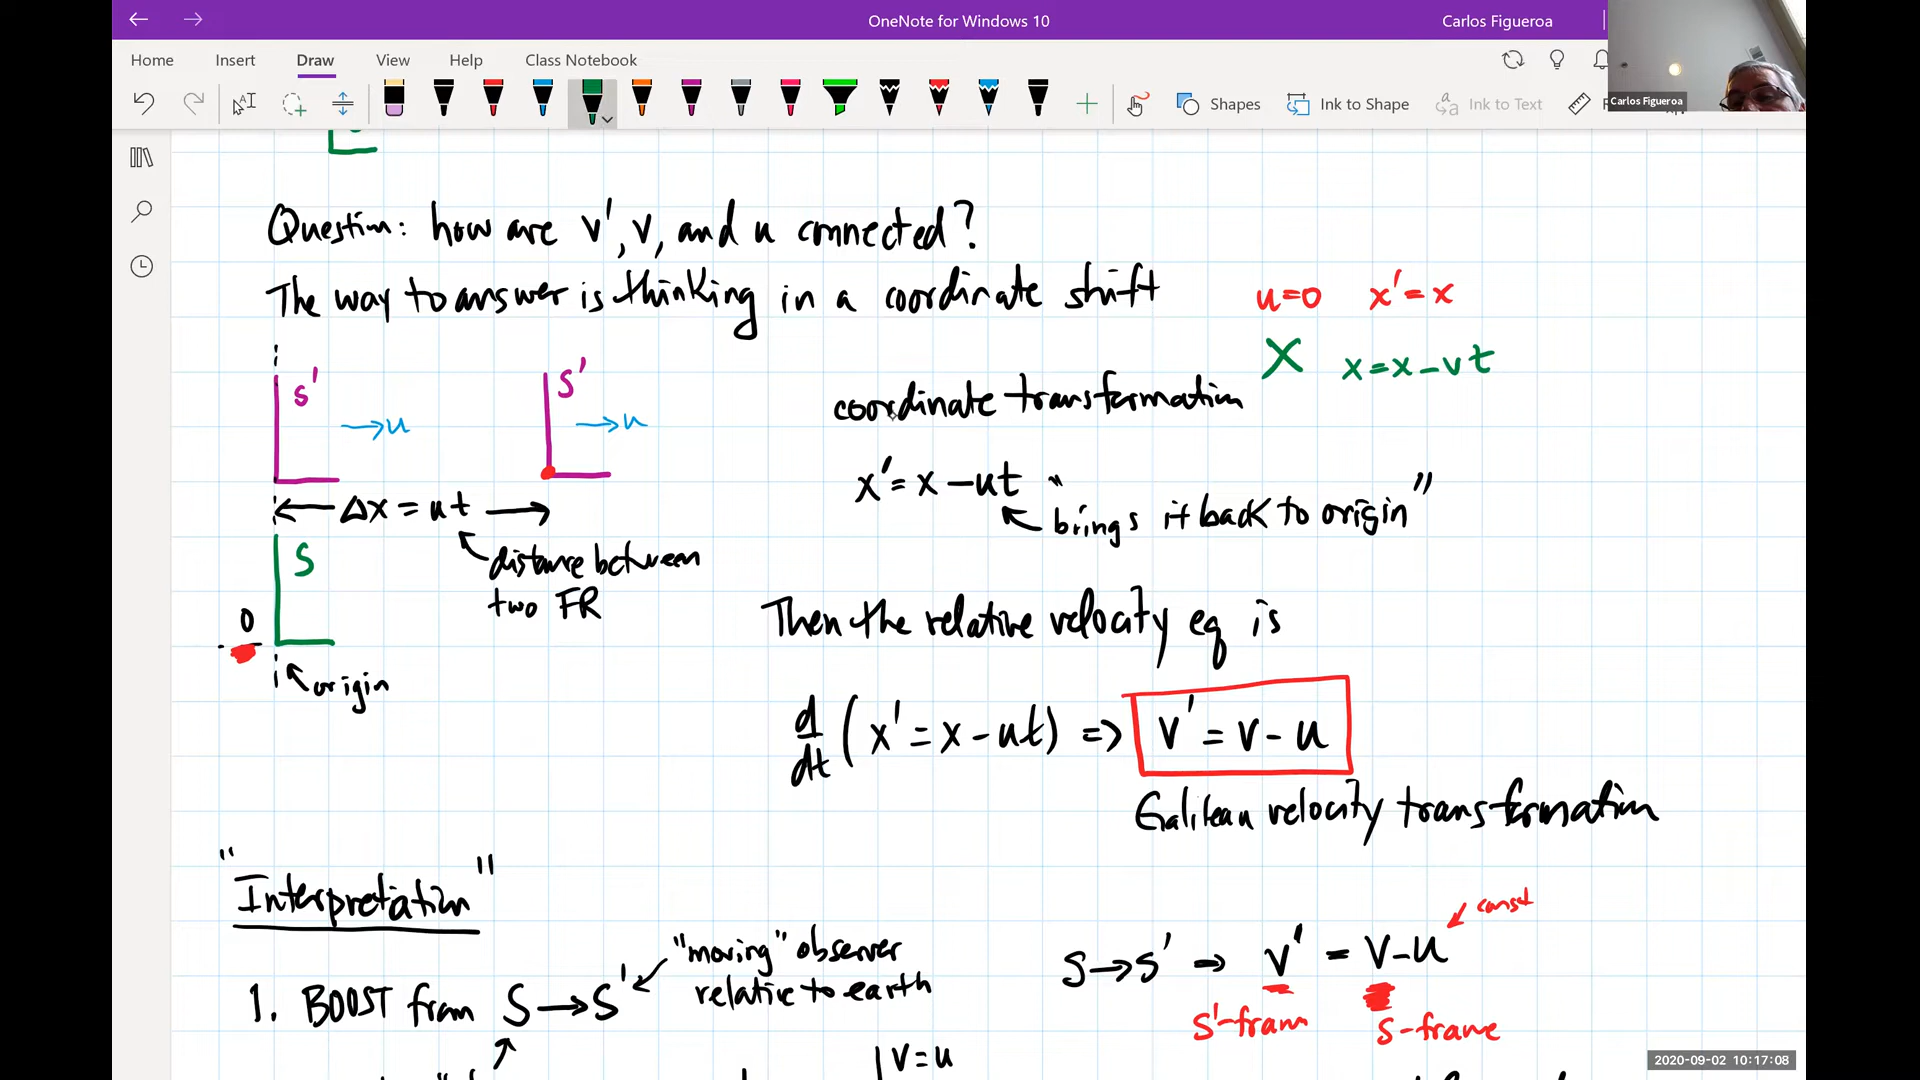 OneNote for Windows 10
Carlos Figueroa
Home Insert Draw View Help Class Notebook
Shapes Ink to Shape Ink to Text
Carlos Figueroa
Question: how are v', v, and u connected?
The way to answer is thinking in a coordinate shift
u=0 x'=x
X x=x-vt
S' →u S' →u
coordinate transformation
x' = x - ut "brings it back to origin"
← Δx = ut →
distance between
two FR
S
0
origin
Then the relative velocity eq is
d/dt (x' = x - ut) => v' = v - u
Galilean velocity transformation
"Interpretiation"
"moving" observer
relative to earth
1. BOOST from S → S'
S → S' → v' = v - u
const
S'-fram S-frame
v = u
2020-09-02 10:17:08